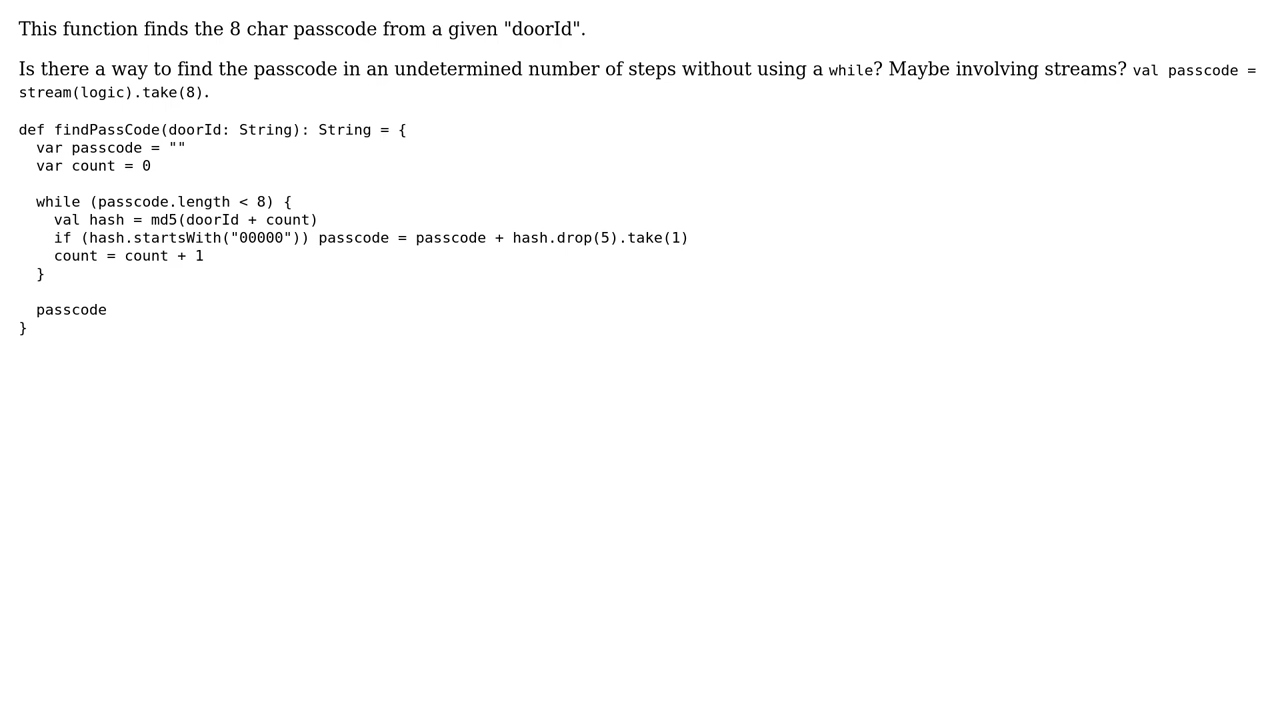 This function finds the 8 char passcode from a given "doorId".
Is there a way to find the passcode in an undetermined number of steps without using a while? Maybe involving streams? val passcode =
stream(logic).take(8).
def findPassCode(doorId: String): String = {
  var passcode = ""
  var count = 0

  while (passcode.length < 8) {
    val hash = md5(doorId + count)
    if (hash.startsWith("00000")) passcode = passcode + hash.drop(5).take(1)
    count = count + 1
  }

  passcode
}